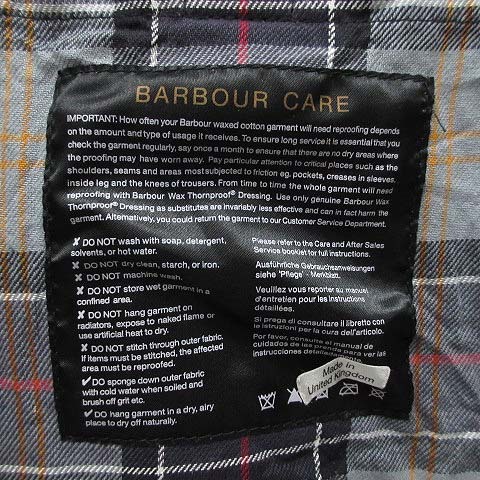 BARBOUR CARE
IMPORTANT: How often your Barbour waxed cotton garment will need reproofing depends
on the amount and type of usage it receives. To ensure long service it is essential that you
check the garment regularly, say once a month to ensure that there are no dry areas where
the proofing may have worn away. Pay particular attention to critical places such as the
shoulders, seams and areas most subjected to friction eg. pockets, creases in sleeves,
inside leg and the knees of trousers. From time to time the whole garment will need
reproofing with Barbour Wax Thornproof® Dressing. Use only genuine Barbour Wax
Thornproof® Dressing as substitutes are invariably less effective and can in fact harm the
garment. Alternatively, you could return the garment to our Customer Service Department.
✗ DO NOT wash with soap, detergent,
solvents, or hot water.
✗ DO NOT dry clean, starch, or iron.
✗ DO NOT machine wash.
✗ DO NOT store wet garment in a
confined area.
✗ DO NOT hang garment on
radiators, expose to naked flame or
use artificial heat to dry.
✗ DO NOT stitch through outer fabric.
If items must be stitched, the affected
area must be reproofed.
✓ DO sponge down outer fabric
with cold water when soiled and
brush off grit etc.
✓ DO hang garment in a dry, airy
place to dry off naturally.
Please refer to the Care and After Sales
Service booklet for full instructions.
Ausführliche Gebrauchsanweisungen
siehe 'Pflege' - Merkblatt.
Veuillez vous reporter au manuel
d'entretien pour les instructions
détaillées.
Si prega di consultare il libretto con
le istruzioni per la cura dell'articolo.
Por favor, consulte el manual de
cuidados de las prendas para ver las
instrucciones completas.
Made in
United Kingdom